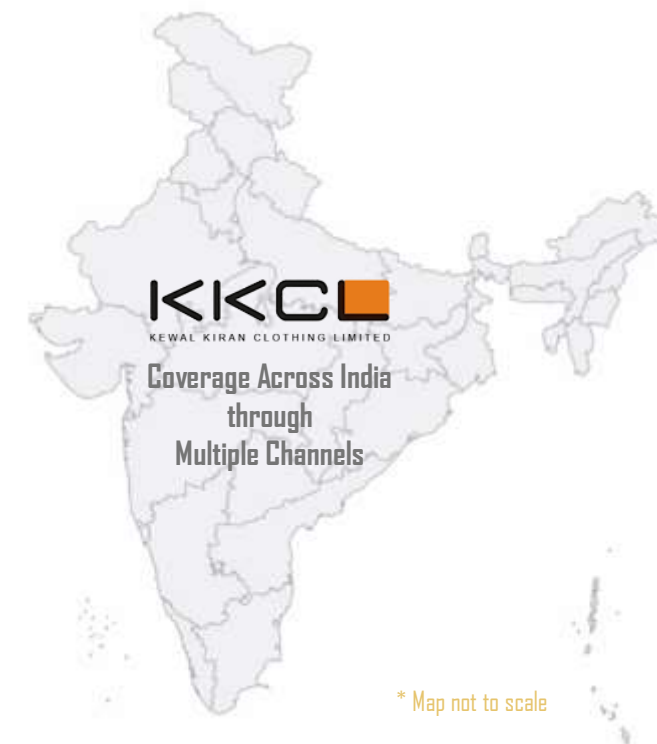 KKCL
KEWAL KIRAN CLOTHING LIMITED
Coverage Across India
through
Multiple Channels
* Map not to scale